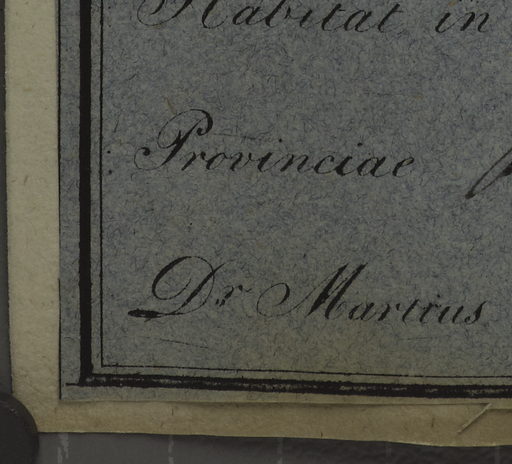 Habitat in
Provinciae
Dr Martius